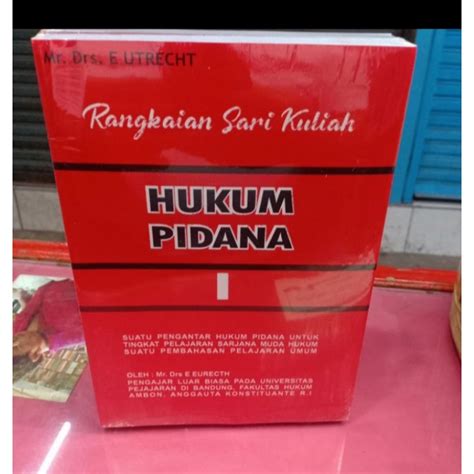 Mr. Drs. E UTRECHT
Rangkaian Sari Kuliah
HUKUM
PIDANA
I
SUATU PENGANTAR HUKUM PIDANA UNTUK
TINGKAT PELAJARAN SARJANA MUDA HUKUM
SUATU PEMBAHASAN PELAJARAN UMUM
OLEH : Mr. Drs E EURECTH
PENGAJAR LUAR BIASA PADA UNIVERSITAS
PEJAJARAN DI BANDUNG, FAKULTAS HUKUM
AMBON, ANGGAUTA KONSTITUANTE R.I